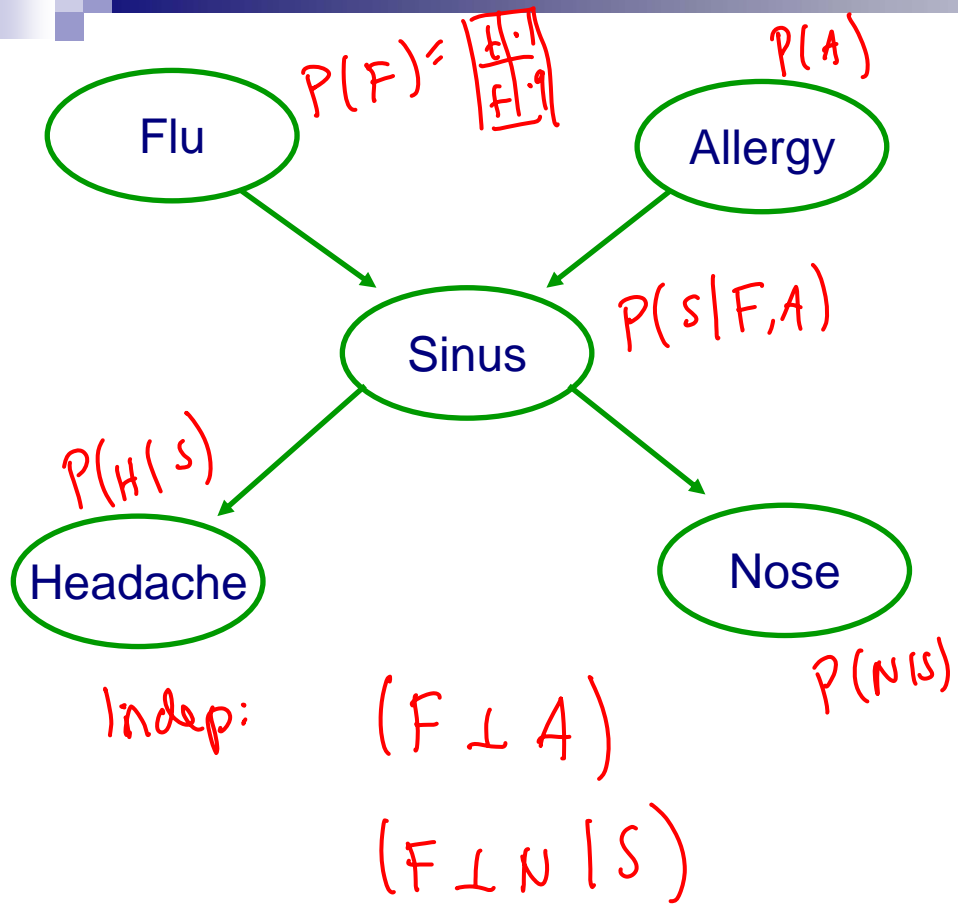 P(F)=
t .1
f .9
P(A)
Flu
Allergy
P(S|F,A)
Sinus
P(H|S)
Headache
Nose
P(N|S)
Indep: (F ⊥ A)
(F ⊥ N | S)